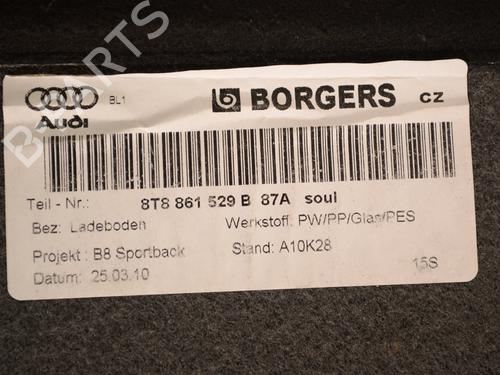 B PARTS
BL1 BORGERS CZ
Audi
Teil - Nr.: 8T8 861 529 B 87A soul
Bez: Ladeboden Werkstoff: PW/PP/Glas/PES
Projekt: B8 Sportback Stand: A10K28
Datum: 25.03.10 15S